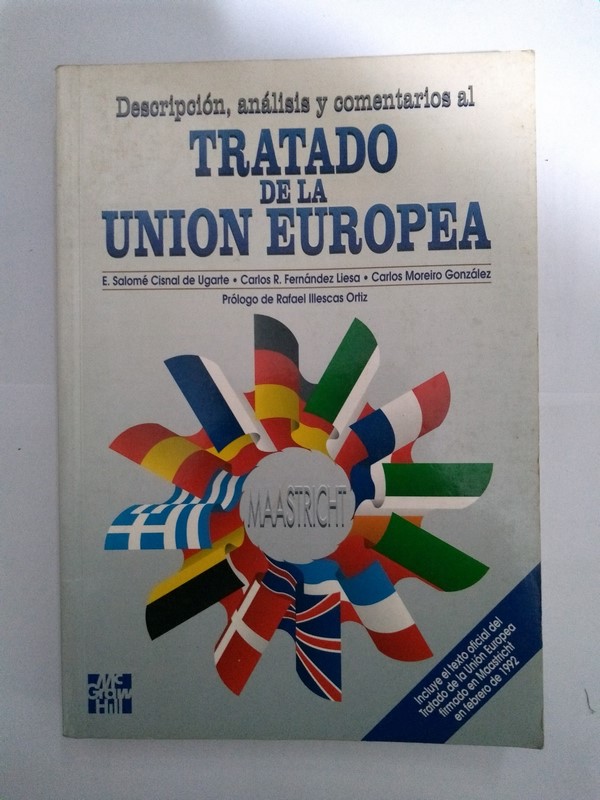 Descripción, análisis y comentarios al
TRATADO
DE LA
UNION EUROPEA
E. Salomé Cisnal de Ugarte • Carlos R. Fernández Liesa • Carlos Moreiro González
Prólogo de Rafael Illescas Ortiz
MAASTRICHT
Incluye el texto oficial del
Tratado de la Unión Europea
firmado en Maastricht
en febrero de 1992
Mc
Graw
Hill